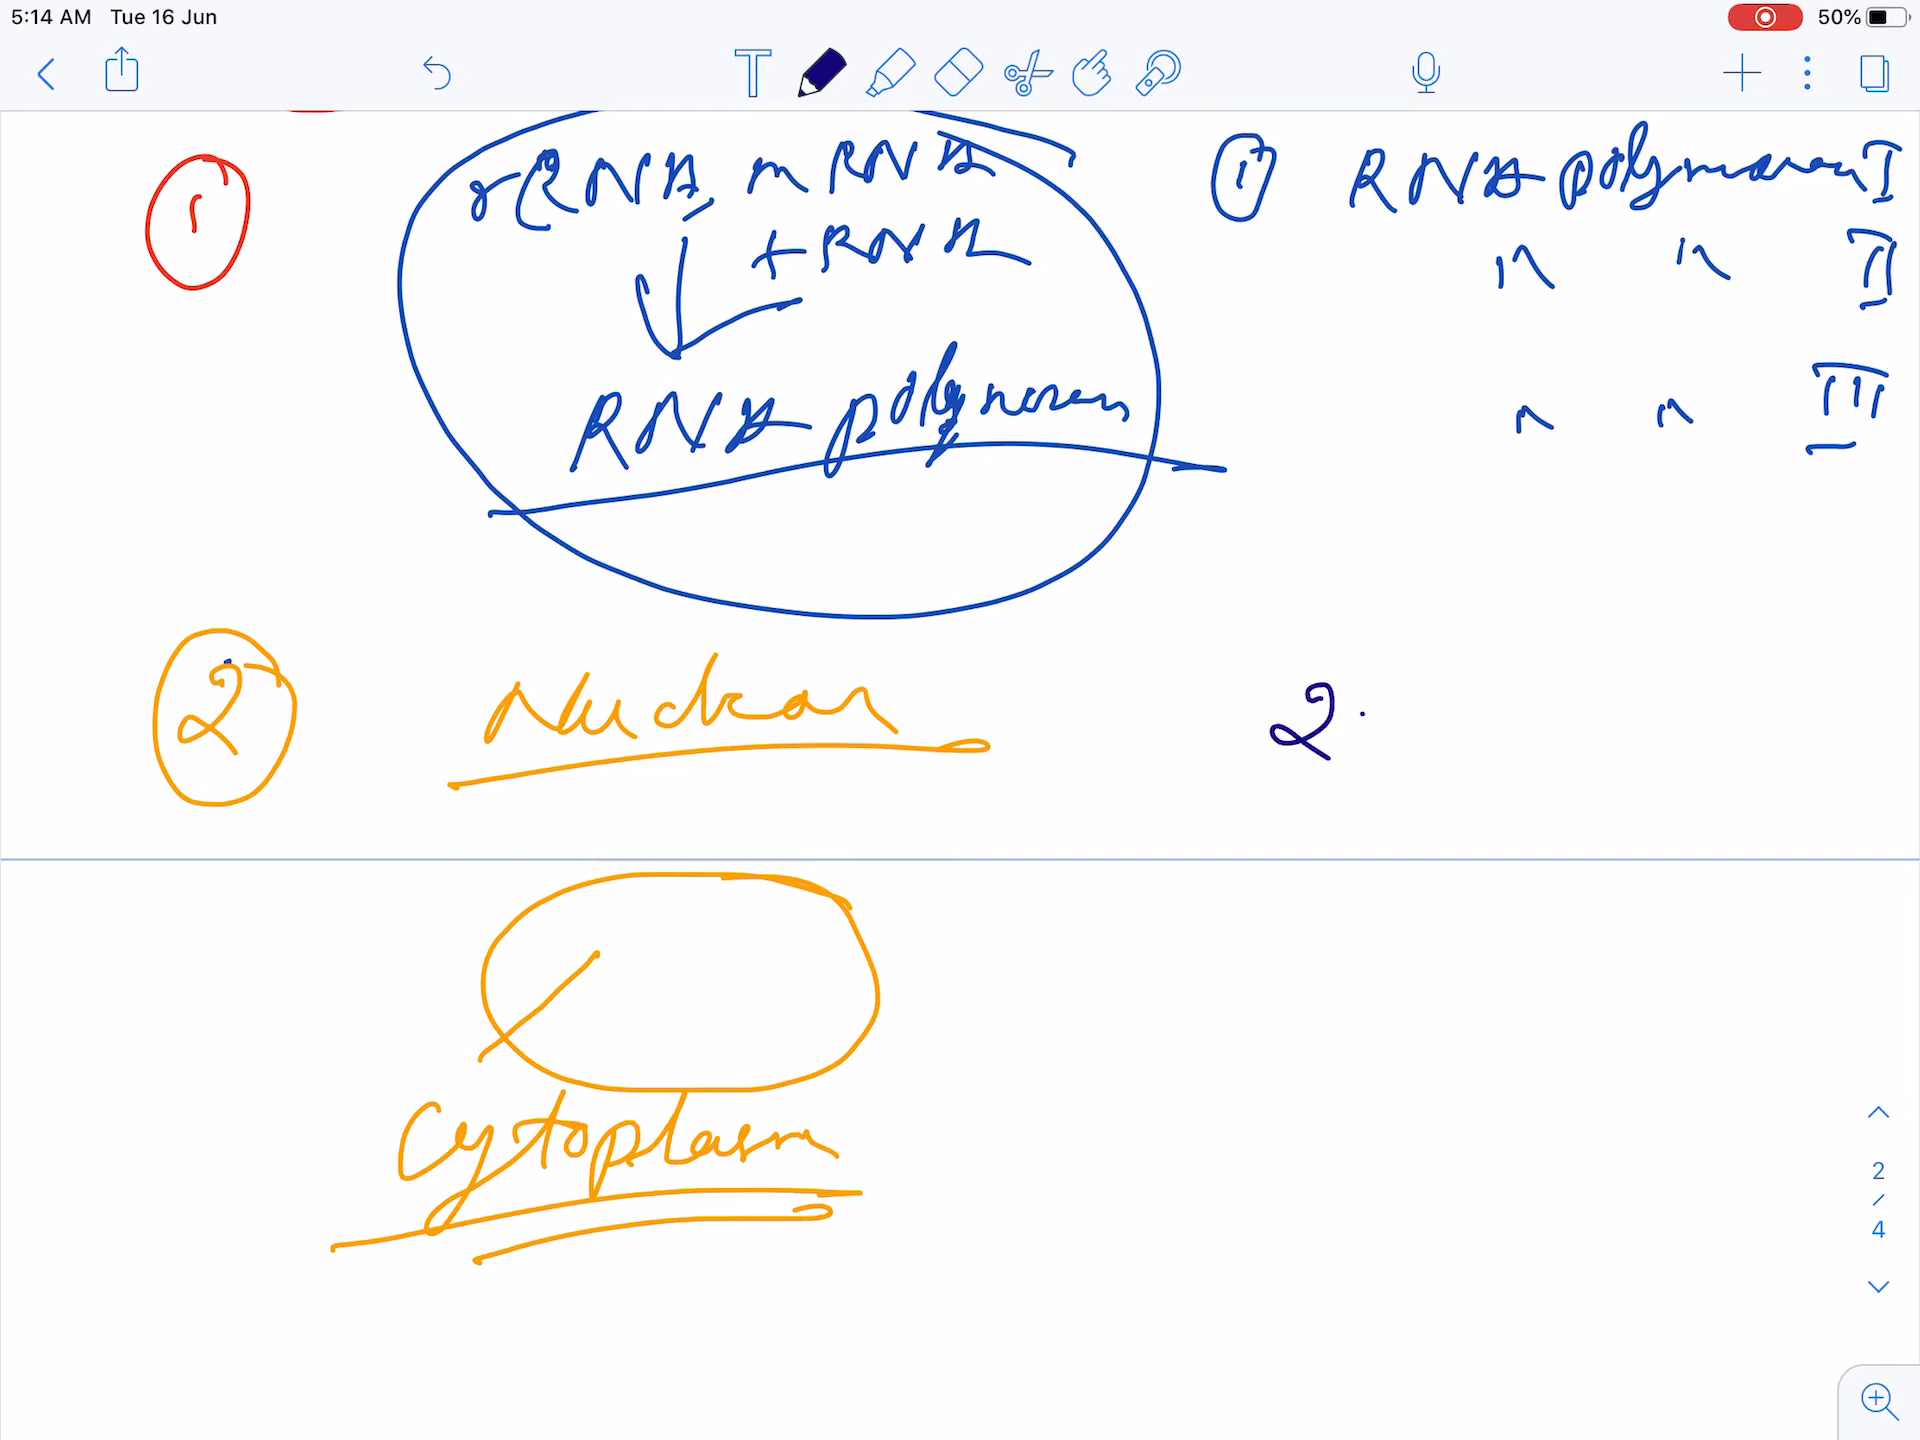 5:14 AM Tue 16 Jun
50%
T
1
rRNA mRNA
tRNA
RNA polymerase
1 RNA polymerase I
" " II
" " III
2
Nuclear
2.
Cytoplasm
2
/
4